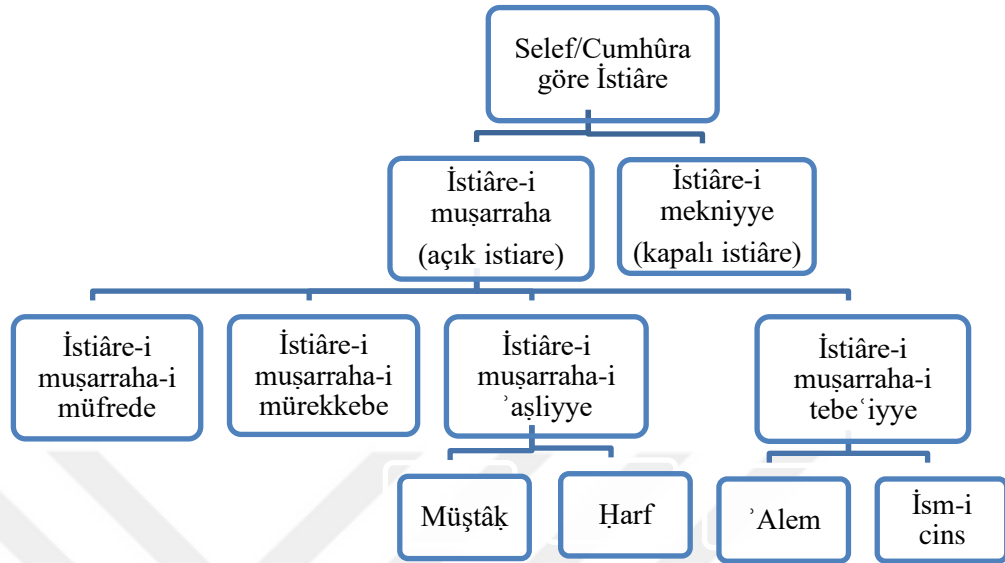 Selef/Cumhûra
göre İstiâre
İstiâre-i
muṣarraha
(açık istiare)
İstiâre-i
mekniyye
(kapalı istiâre)
İstiâre-i
muṣarraha-i
müfrede
İstiâre-i
muṣarraha-i
mürekkebe
İstiâre-i
muṣarraha-i
ʾaṣliyye
İstiâre-i
muṣarraha-i
tebeʿiyye
Müştâḳ
Ḥarf
ʾAlem
İsm-i
cins